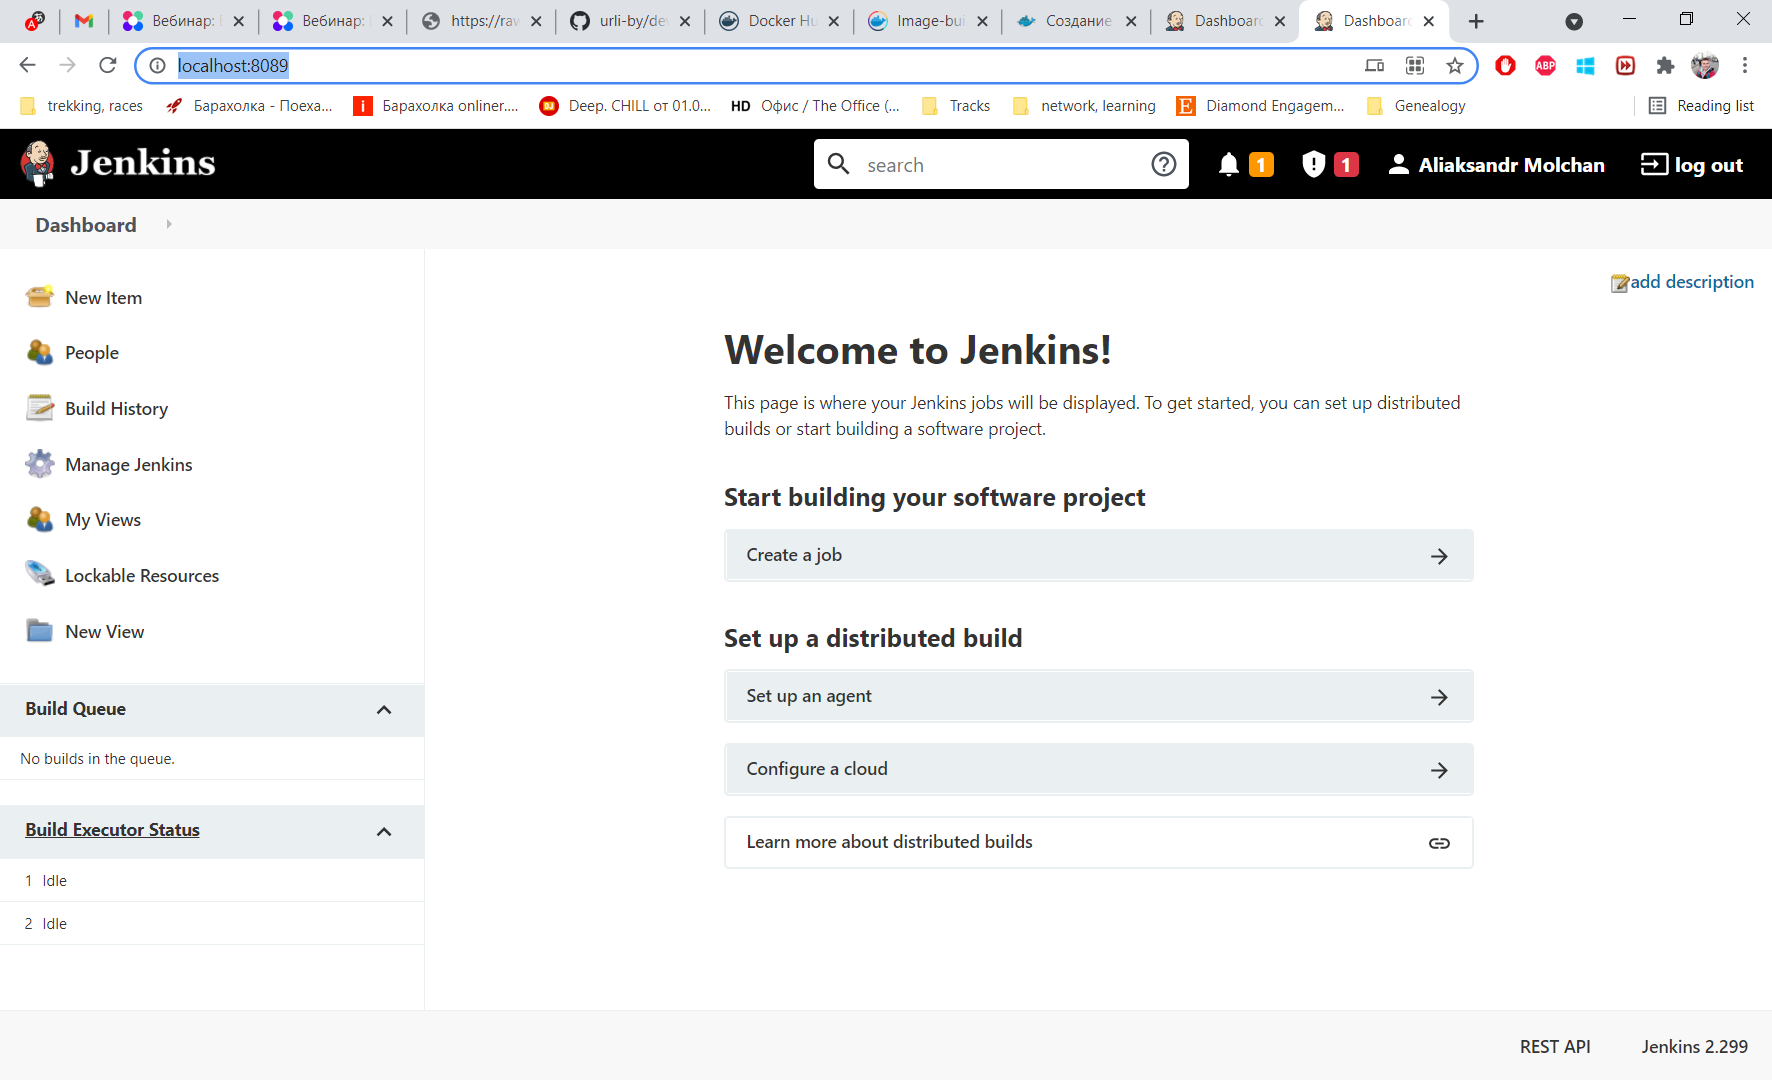 Вебинар:
Вебинар:
https://raw
urli-by/de
Docker Hu
Image-bui
Создание
Dashboard
Dashboard
localhost:8089
ABP
trekking, races
Барахолка - Поеха...
Барахолка onliner....
DJ
Deep. CHILL от 01.0...
HD Офис / The Office (...
Tracks
network, learning
E Diamond Engagem...
Genealogy
Reading list
Jenkins
search
1
1
Aliaksandr Molchan
log out
Dashboard
New Item
People
Build History
Manage Jenkins
My Views
Lockable Resources
New View
Build Queue
No builds in the queue.
Build Executor Status
1 Idle
2 Idle
add description
Welcome to Jenkins!
This page is where your Jenkins jobs will be displayed. To get started, you can set up distributed
builds or start building a software project.
Start building your software project
Create a job
Set up a distributed build
Set up an agent
Configure a cloud
Learn more about distributed builds
REST API
Jenkins 2.299